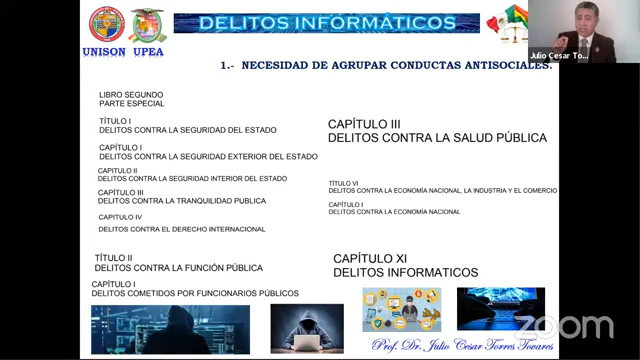 DELITOS INFORMÁTICOS
UNISON UPEA
Julio Cesar To...
1.- NECESIDAD DE AGRUPAR CONDUCTAS ANTISOCIALES.
LIBRO SEGUNDO
PARTE ESPECIAL
TÍTULO I
DELITOS CONTRA LA SEGURIDAD DEL ESTADO
CAPÍTULO I
DELITOS CONTRA LA SEGURIDAD EXTERIOR DEL ESTADO
CAPITULO II
DELITOS CONTRA LA SEGURIDAD INTERIOR DEL ESTADO
CAPÍTULO III
DELITOS CONTRA LA TRANQUILIDAD PUBLICA
CAPITULO IV
DELITOS CONTRA EL DERECHO INTERNACIONAL
TÍTULO II
DELITOS CONTRA LA FUNCIÓN PÚBLICA
CAPÍTULO I
DELITOS COMETIDOS POR FUNCIONARIOS PÚBLICOS
CAPÍTULO III
DELITOS CONTRA LA SALUD PÚBLICA
TÍTULO VI
DELITOS CONTRA LA ECONOMÍA NACIONAL, LA INDUSTRIA Y EL COMERCIO
CAPÍTULO I
DELITOS CONTRA LA ECONOMÍA NACIONAL
CAPÍTULO XI
DELITOS INFORMATICOS
Prof. Dr. Julio Cesar Torres Tovares
zoom